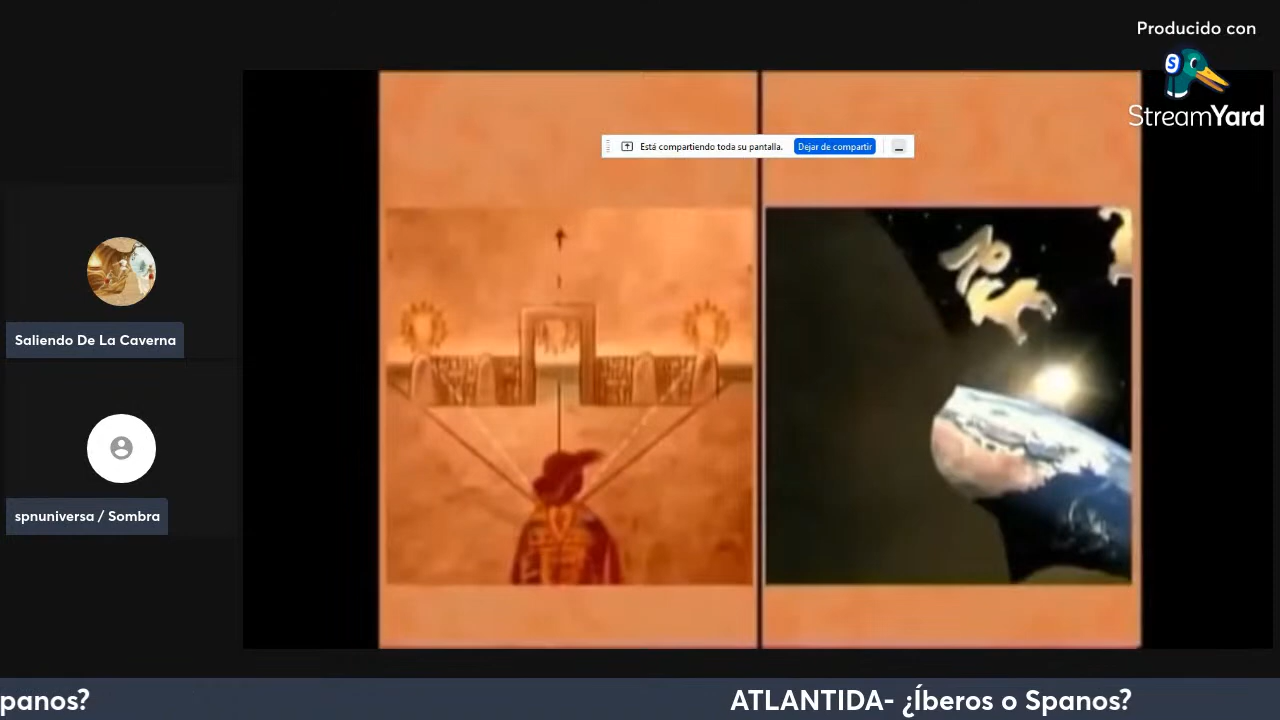 Producido con
StreamYard
Está compartiendo toda su pantalla.
Dejar de compartir
Saliendo De La Caverna
spnuniversa / Sombra
panos?
ATLANTIDA- ¿Íberos o Spanos?